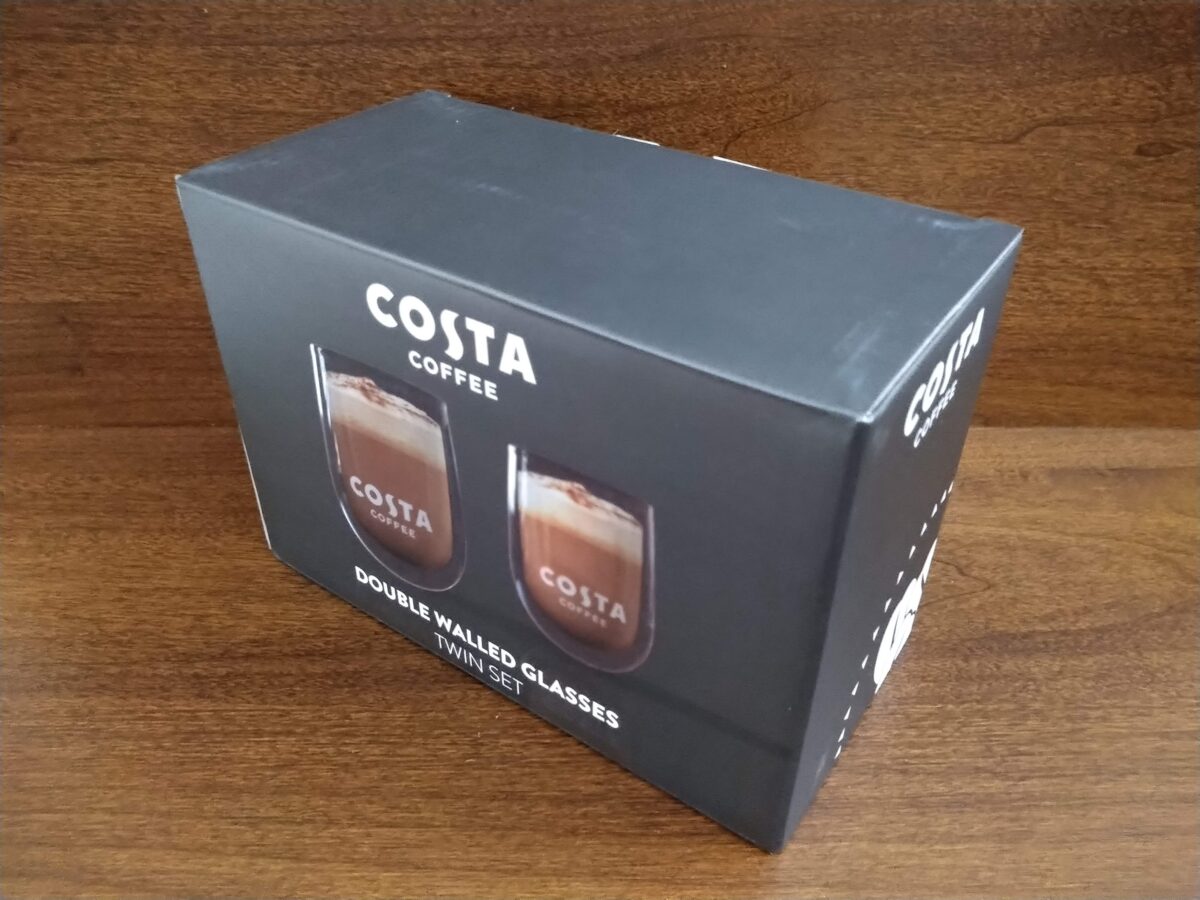 COSTA
COFFEE
COSTA
COFFEE
COSTA
COFFEE
DOUBLE WALLED GLASSES
TWIN SET
COSTA
COFFEE